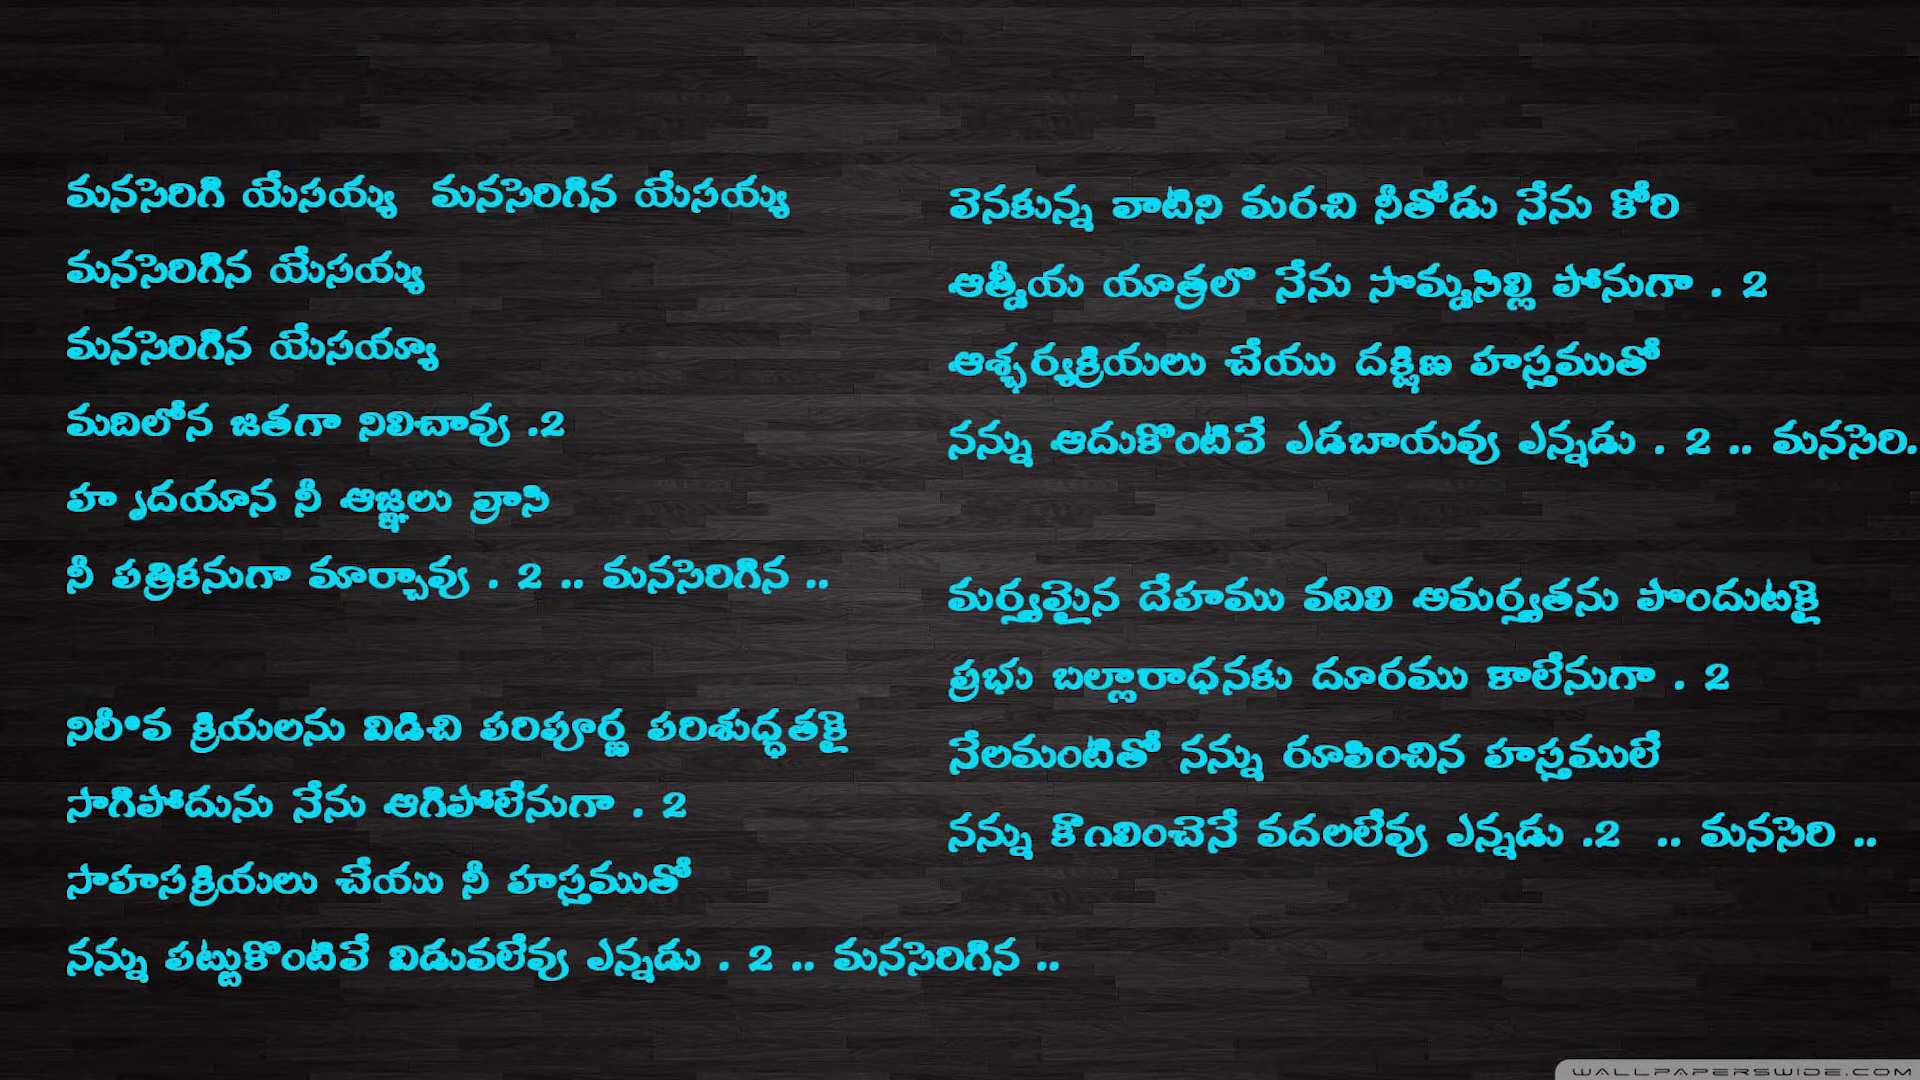 మనసెరిగి యేసయ్య మనసెరిగిన యేసయ్య
మనసెరిగిన యేసయ్య
మనసెరిగిన యేసయ్యా
మదిలోన జతగా నిలిచావు .2
హృదయాన నీ ఆజ్ఞలు వ్రాసి
నీ పత్రికనుగా మార్చావు . 2 .. మనసెరిగిన ..
నిర్జీవ క్రియలను విడిచి పరిపూర్ణ పరిశుద్ధతకై
సాగిపోదును నేను ఆగిపోలేనుగా . 2
సాహసక్రియలు చేయు నీ హస్తముతో
నన్ను పట్టుకొంటివే విడువలేవు ఎన్నడు . 2 .. మనసెరిగిన ..
వెనకున్న వాటిని మరచి నీతోడు నేను కోరి
ఆత్మీయ యాత్రలొ నేను సొమ్మసిల్లి పోనుగా . 2
ఆశ్ఛర్యక్రియలు చేయు దక్షిణ హస్తముతో
నన్ను ఆదుకొంటివే ఎడబాయవు ఎన్నడు . 2 .. మనసెరి.
మర్త్యమైన దేహము వదిలి అమర్త్యతను పొందుటకై
ప్రభు బల్లారాధనకు దూరము కాలేనుగా . 2
నేలమంటితో నన్ను రూపించిన హస్తములే
నన్ను కౌగిలించెనే వదలలేవు ఎన్నడు .2 .. మనసెరి ..
WALLPAPERSWIDE.COM